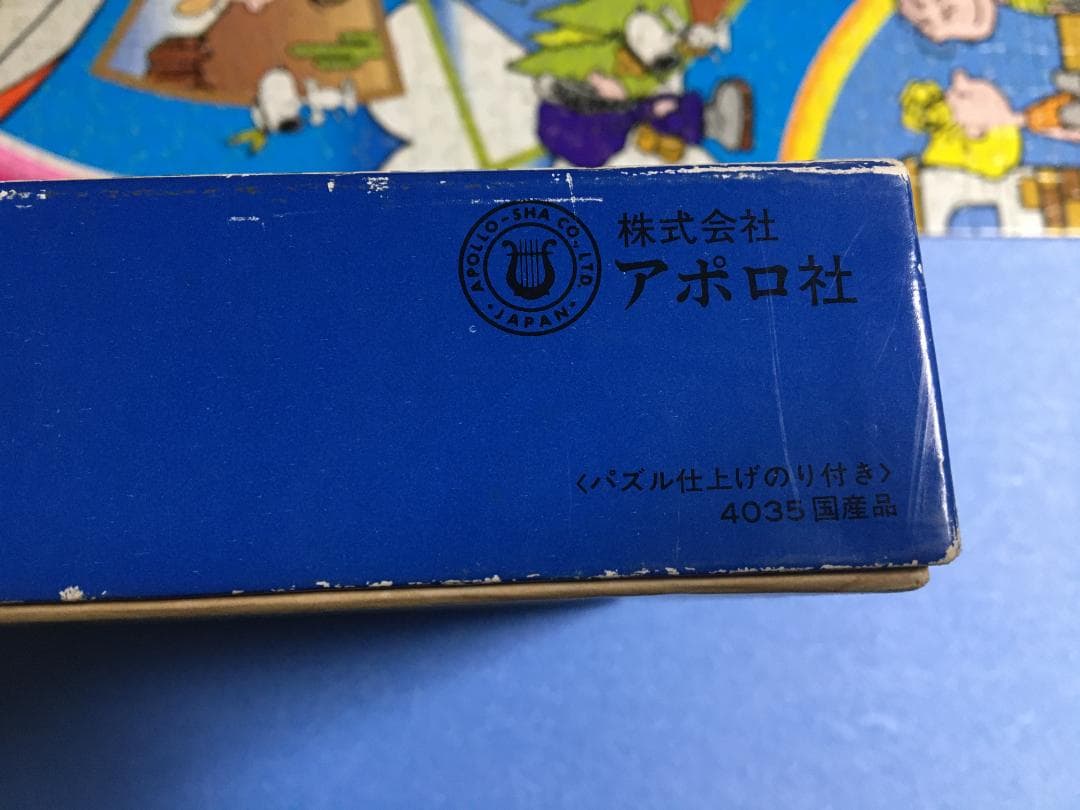 APOLLO-SHA CO., LTD.
・JAPAN・
株式会社
アポロ社
〈パズル仕上げのり付き〉
4035 国産品